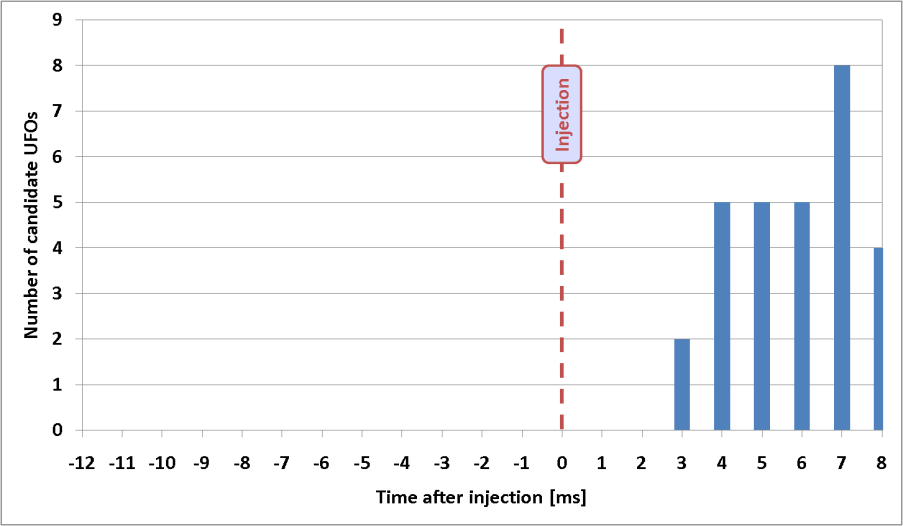 9
8
7
6
5
4
3
2
1
0
Number of candidate UFOs
Injection
-12 -11 -10 -9 -8 -7 -6 -5 -4 -3 -2 -1 0 1 2 3 4 5 6 7 8
Time after injection [ms]